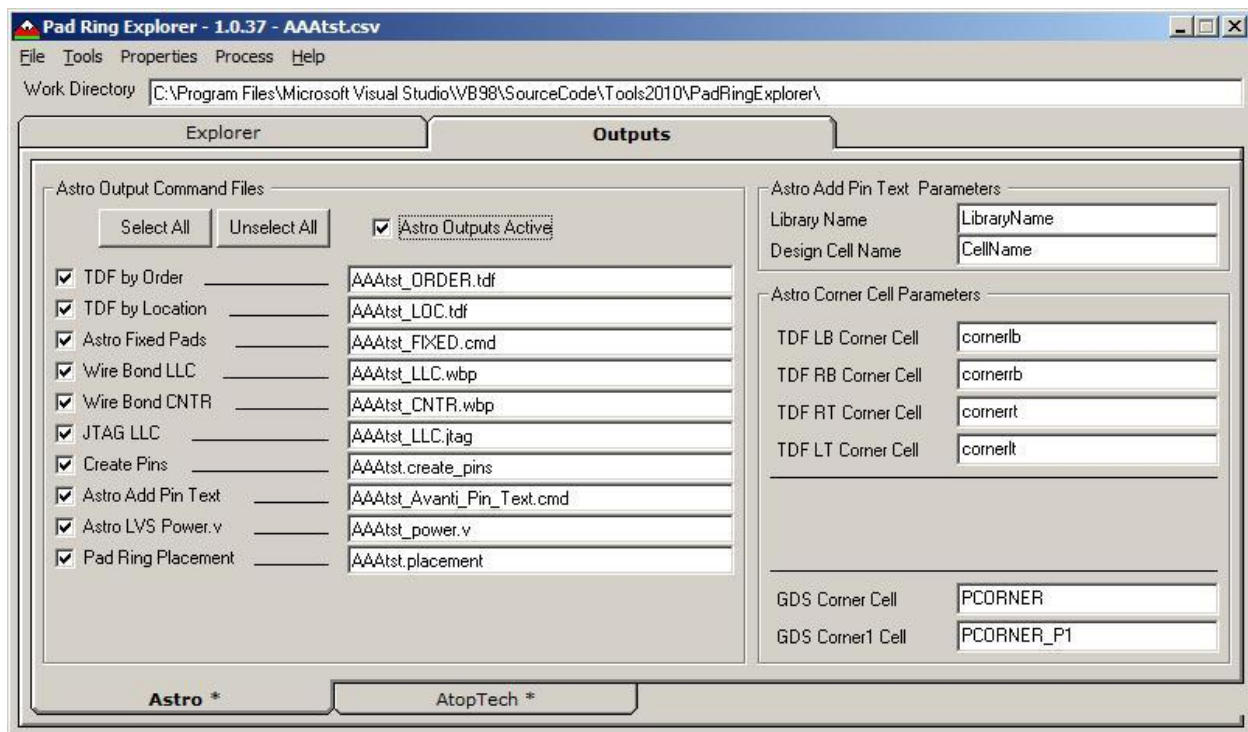 Pad Ring Explorer - 1.0.37 - AAAtst.csv
File Tools Properties Process Help
Work Directory C:\Program Files\Microsoft Visual Studio\VB98\SourceCode\Tools2010\PadRingExplorer\
Explorer Outputs
Astro Output Command Files
Select All Unselect All Astro Outputs Active
TDF by Order AAAtst_ORDER.tdf
TDF by Location AAAtst_LOC.tdf
Astro Fixed Pads AAAtst_FIXED.cmd
Wire Bond LLC AAAtst_LLC.wbp
Wire Bond CNTR AAAtst_CNTR.wbp
JTAG LLC AAAtst_LLC.jtag
Create Pins AAAtst.create_pins
Astro Add Pin Text AAAtst_Avanti_Pin_Text.cmd
Astro LVS Power.v AAAtst_power.v
Pad Ring Placement AAAtst.placement
Astro Add Pin Text Parameters
Library Name LibraryName
Design Cell Name CellName
Astro Corner Cell Parameters
TDF LB Corner Cell cornerlb
TDF RB Corner Cell cornerrb
TDF RT Corner Cell cornerrt
TDF LT Corner Cell cornerlt
GDS Corner Cell PCORNER
GDS Corner1 Cell PCORNER_P1
Astro * AtopTech *